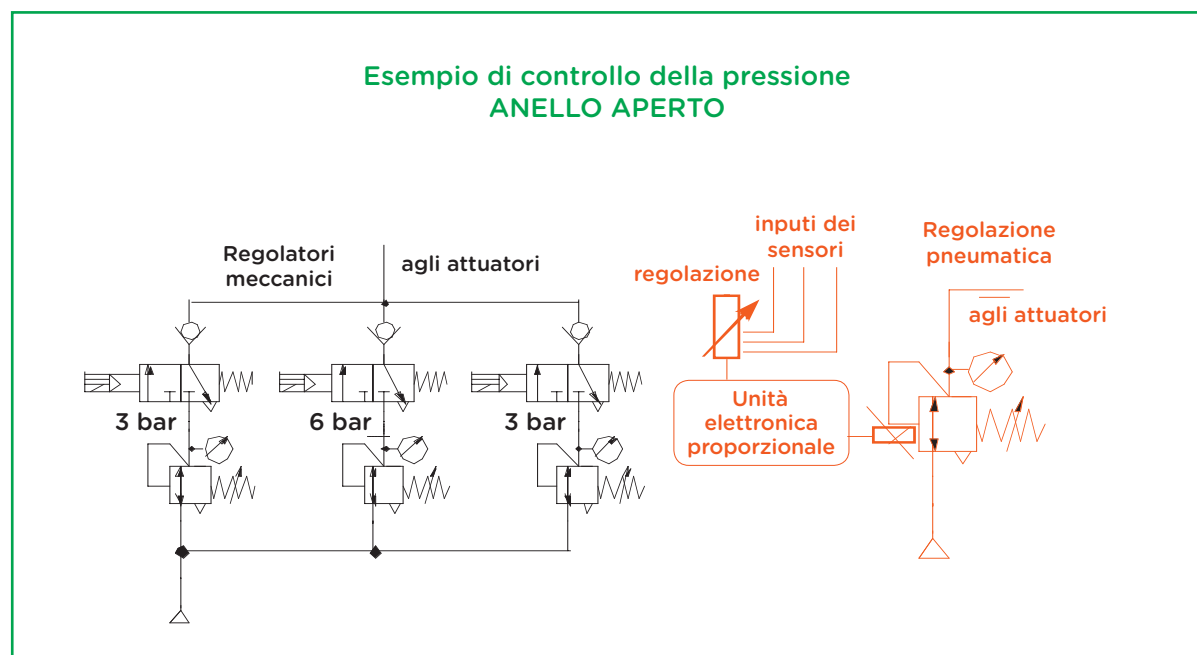 Esempio di controllo della pressione
ANELLO APERTO
Regolatori
meccanici
agli attuatori
3 bar
6 bar
3 bar
inputi dei
sensori
regolazione
Regolazione
pneumatica
agli attuatori
Unità
elettronica
proporzionale